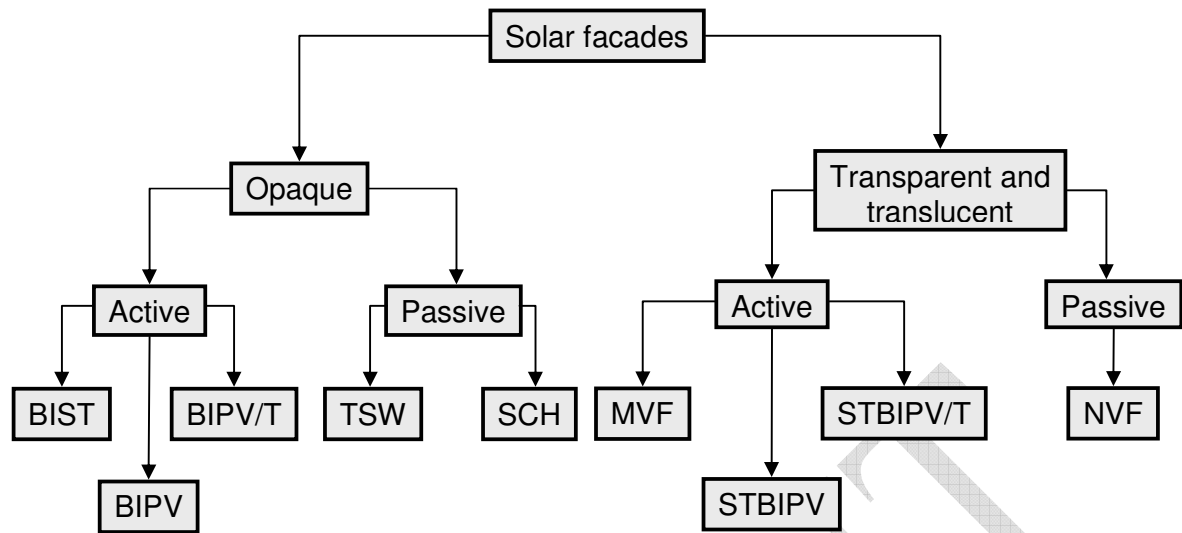 Solar facades
Opaque
Transparent and
translucent
Active
Passive
Active
Passive
BIST
BIPV/T
TSW
SCH
MVF
STBIPV/T
NVF
BIPV
STBIPV